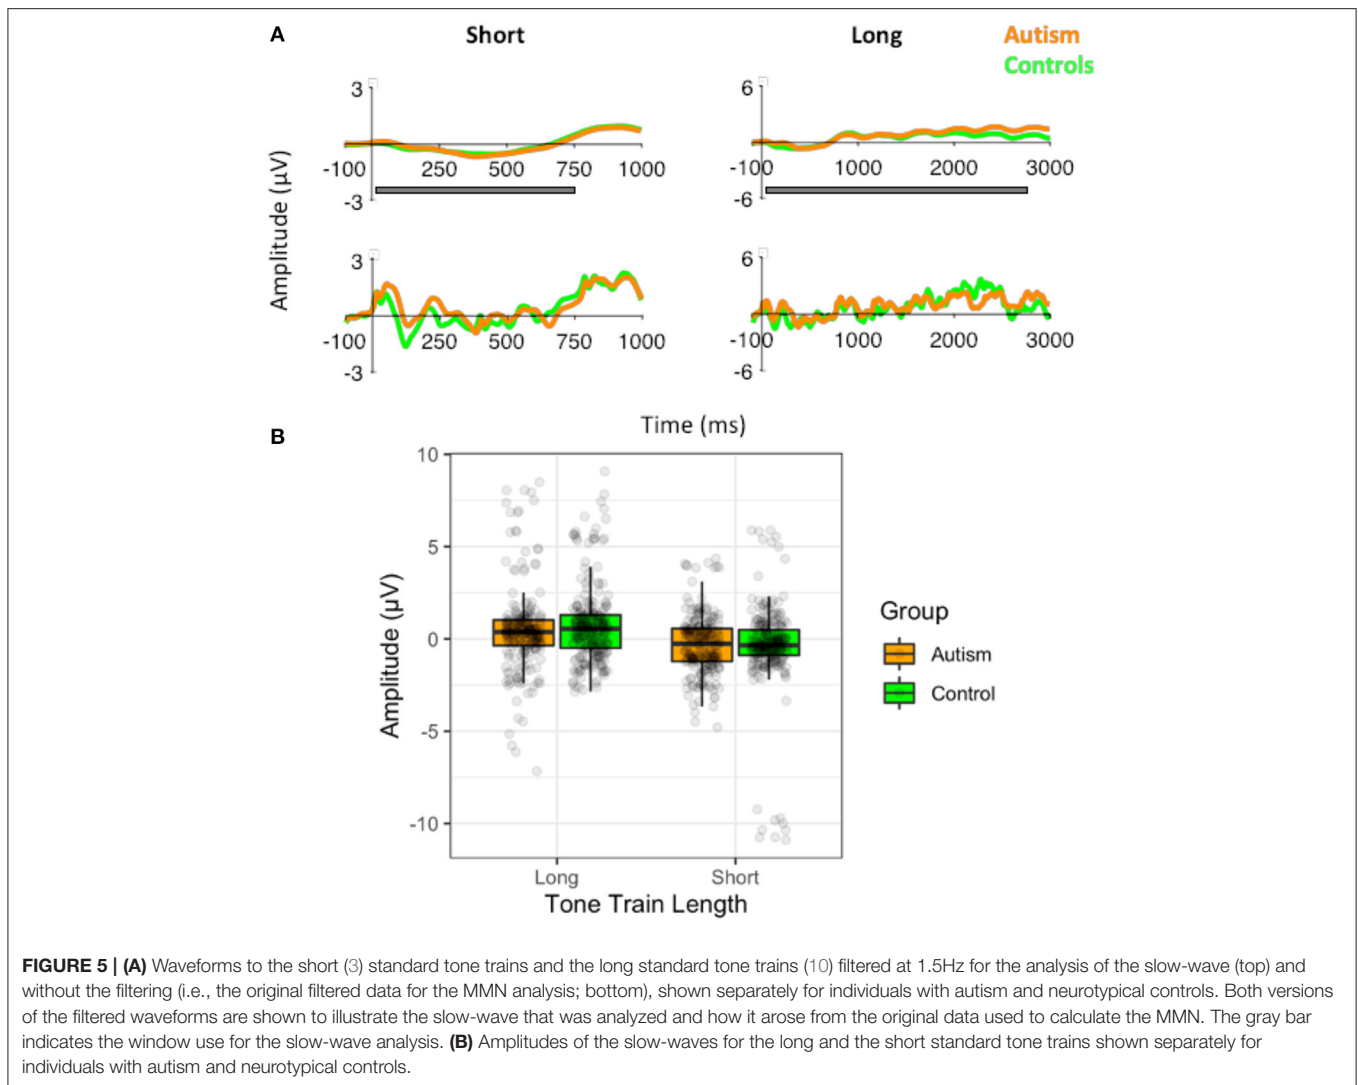 A
Short
Long
Autism
Controls
3
-100 250 500 750 1000
-3
6
-100 1000 2000 3000
-6
Amplitude (µV)
3
-100 250 500 750 1000
-3
6
-100 1000 2000 3000
-6
Time (ms)
B
10
5
0
-5
-10
Amplitude (µV)
Long Short
Tone Train Length
Group
Autism
Control
FIGURE 5 | (A) Waveforms to the short (3) standard tone trains and the long standard tone trains (10) filtered at 1.5Hz for the analysis of the slow-wave (top) and
without the filtering (i.e., the original filtered data for the MMN analysis; bottom), shown separately for individuals with autism and neurotypical controls. Both versions
of the filtered waveforms are shown to illustrate the slow-wave that was analyzed and how it arose from the original data used to calculate the MMN. The gray bar
indicates the window use for the slow-wave analysis. (B) Amplitudes of the slow-waves for the long and the short standard tone trains shown separately for
individuals with autism and neurotypical controls.